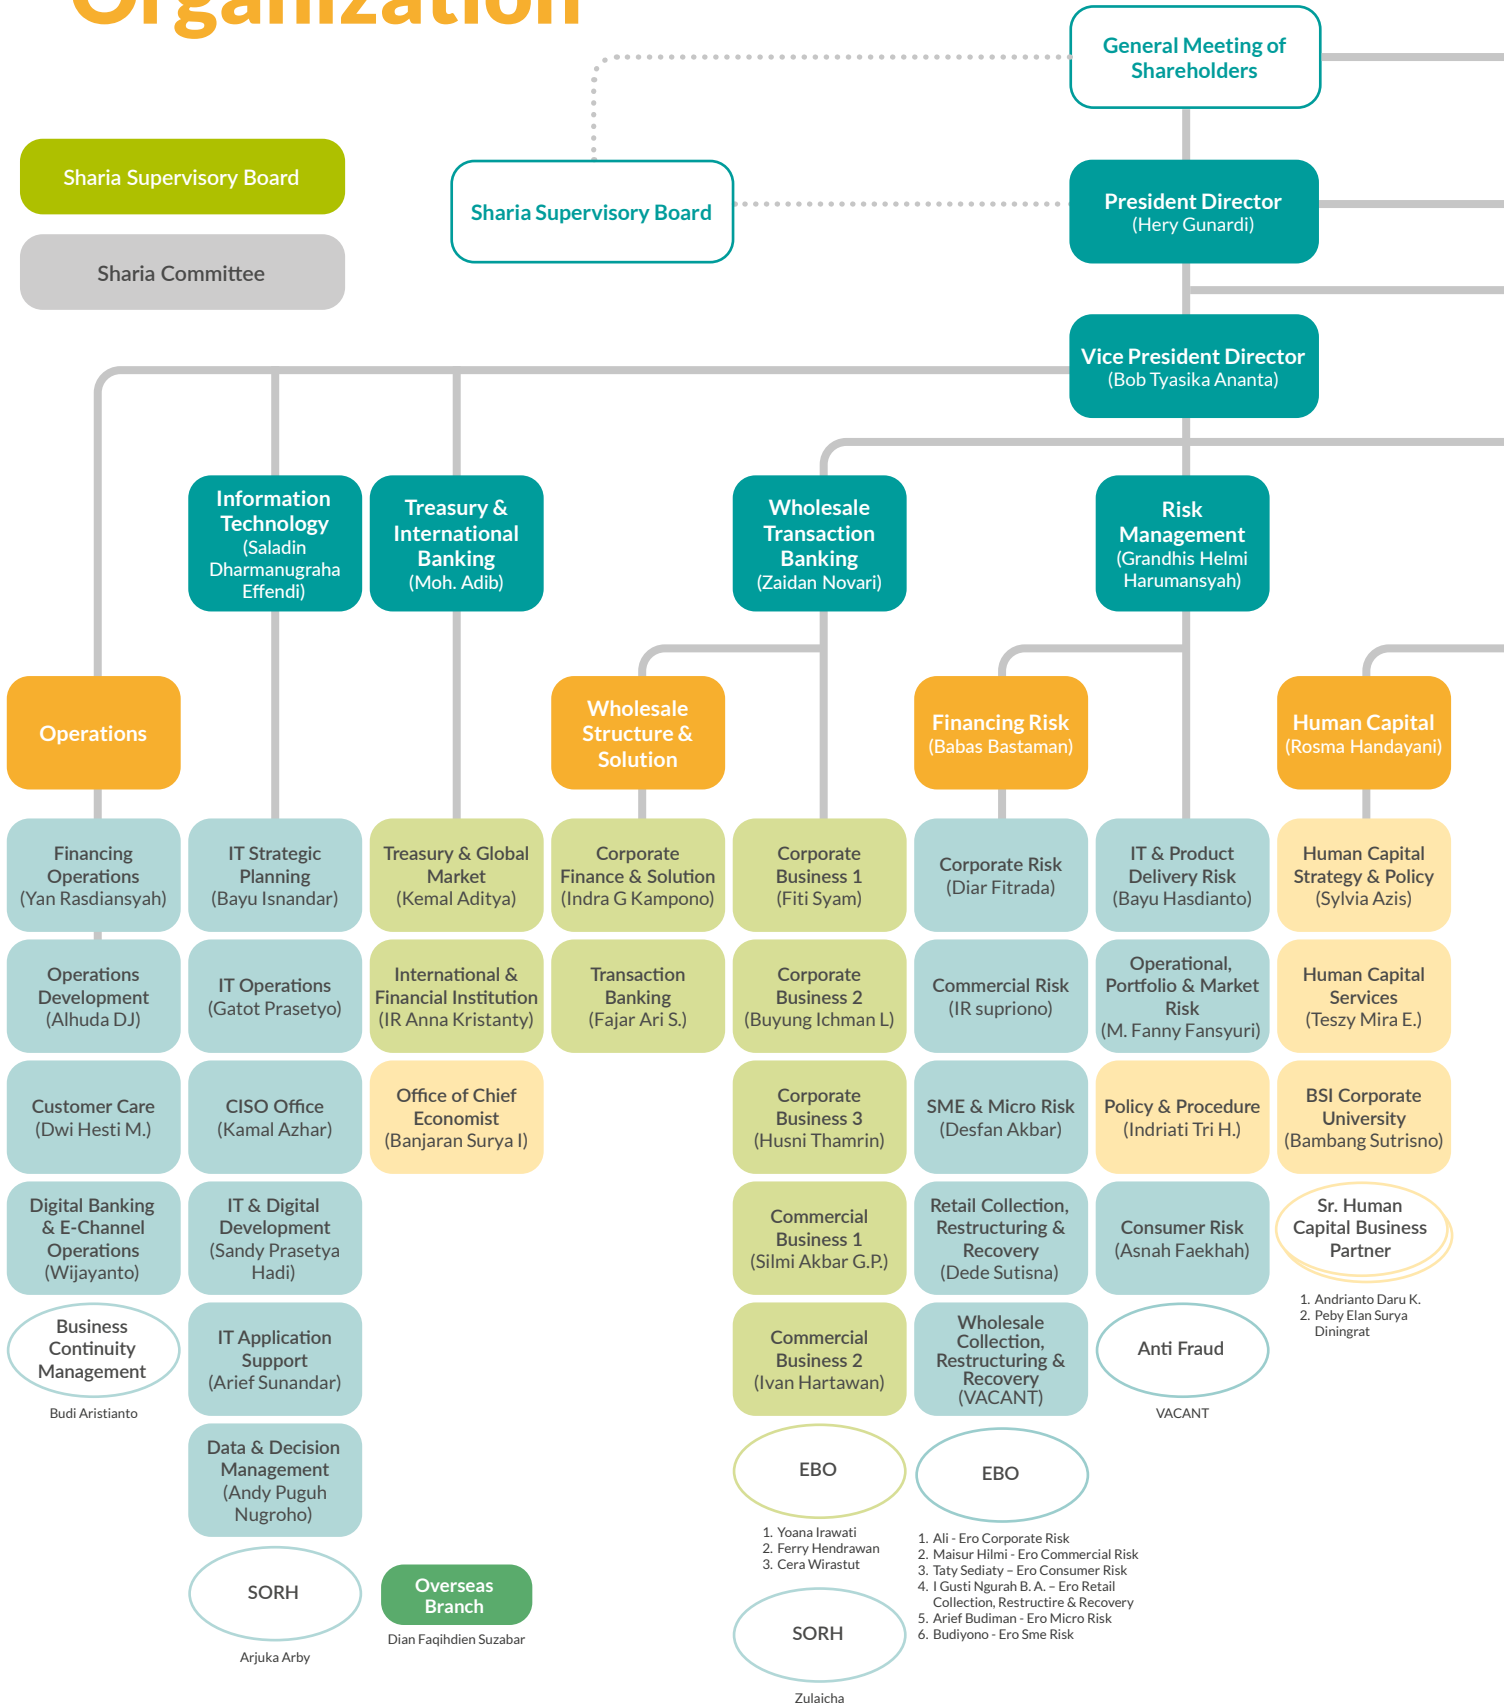 Organization
General Meeting of
Shareholders
Sharia Supervisory Board
Sharia Committee
Sharia Supervisory Board
President Director
(Hery Gunardi)
Vice President Director
(Bob Tyasika Ananta)
Information
Technology
(Saladin
Dharmanugraha
Effendi)
Treasury &
International
Banking
(Moh. Adib)
Wholesale
Transaction
Banking
(Zaidan Novari)
Risk
Management
(Grandhis Helmi
Harumansyah)
Operations
Wholesale
Structure &
Solution
Financing Risk
(Babas Bastaman)
Human Capital
(Rosma Handayani)
Financing
Operations
(Yan Rasdiansyah)
Operations
Development
(Alhuda DJ)
Customer Care
(Dwi Hesti M.)
Digital Banking
& E-Channel
Operations
(Wijayanto)
Business
Continuity
Management
Budi Aristianto
IT Strategic
Planning
(Bayu Isnandar)
IT Operations
(Gatot Prasetyo)
CISO Office
(Kamal Azhar)
IT & Digital
Development
(Sandy Prasetya
Hadi)
IT Application
Support
(Arief Sunandar)
Data & Decision
Management
(Andy Puguh
Nugroho)
SORH
Arjuka Arby
Treasury & Global
Market
(Kemal Aditya)
International &
Financial Institution
(IR Anna Kristanty)
Office of Chief
Economist
(Banjaran Surya I)
Overseas
Branch
Dian Faqihdien Suzabar
Corporate
Finance & Solution
(Indra G Kampono)
Transaction
Banking
(Fajar Ari S.)
Corporate
Business 1
(Fiti Syam)
Corporate
Business 2
(Buyung Ichman L)
Corporate
Business 3
(Husni Thamrin)
Commercial
Business 1
(Silmi Akbar G.P.)
Commercial
Business 2
(Ivan Hartawan)
EBO
1. Yoana Irawati
2. Ferry Hendrawan
3. Cera Wirastut
SORH
Zulaicha
Corporate Risk
(Diar Fitrada)
Commercial Risk
(IR supriono)
SME & Micro Risk
(Desfan Akbar)
Retail Collection,
Restructuring &
Recovery
(Dede Sutisna)
Wholesale
Collection,
Restructuring &
Recovery
(VACANT)
EBO
1. Ali - Ero Corporate Risk
2. Maisur Hilmi - Ero Commercial Risk
3. Taty Sediaty – Ero Consumer Risk
4. I Gusti Ngurah B. A. – Ero Retail
Collection, Restructire & Recovery
5. Arief Budiman - Ero Micro Risk
6. Budiyono - Ero Sme Risk
IT & Product
Delivery Risk
(Bayu Hasdianto)
Operational,
Portfolio & Market
Risk
(M. Fanny Fansyuri)
Policy & Procedure
(Indriati Tri H.)
Consumer Risk
(Asnah Faekhah)
Anti Fraud
VACANT
Human Capital
Strategy & Policy
(Sylvia Azis)
Human Capital
Services
(Teszy Mira E.)
BSI Corporate
University
(Bambang Sutrisno)
Sr. Human
Capital Business
Partner
1. Andrianto Daru K.
2. Peby Elan Surya
Diningrat